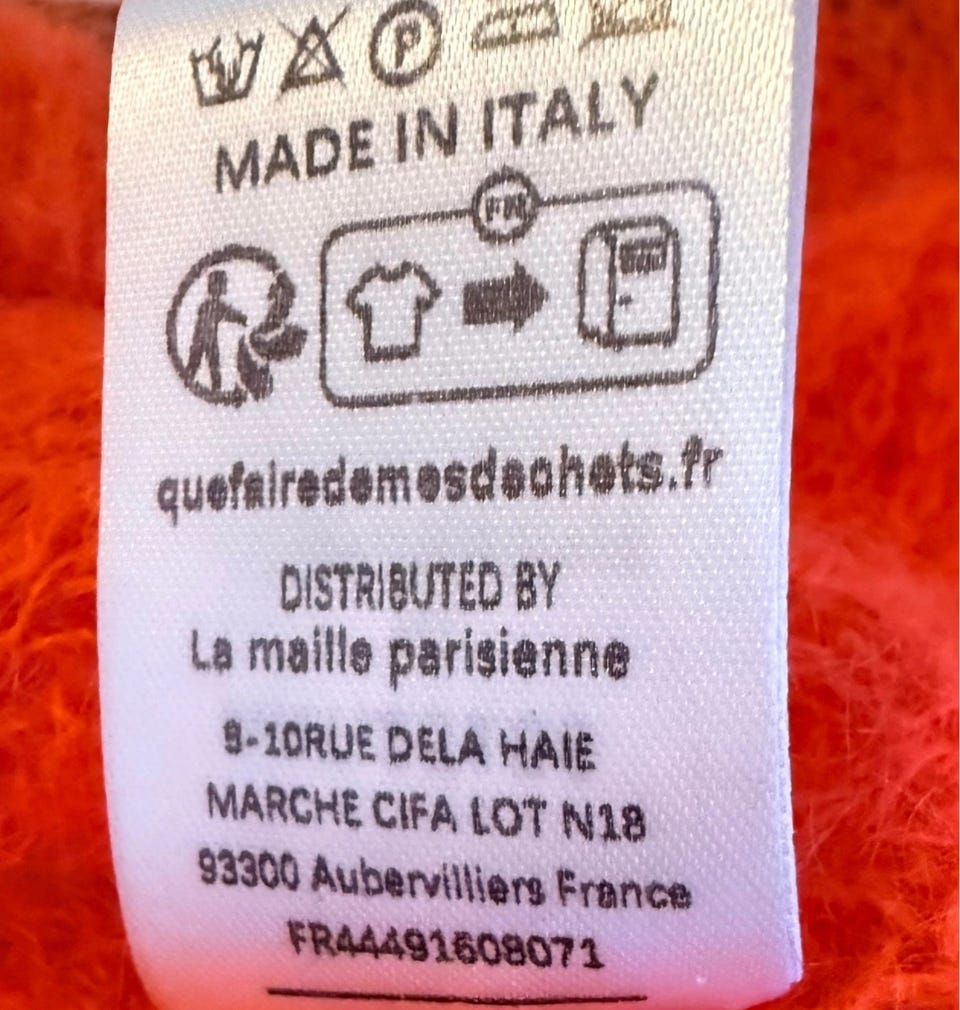 P
MADE IN ITALY
FR
quefairedemesdechets.fr
DISTRIBUTED BY
La maille parisienne
9-10RUE DELA HAIE
MARCHE CIFA LOT N18
93300 Aubervilliers France
FR44491608071